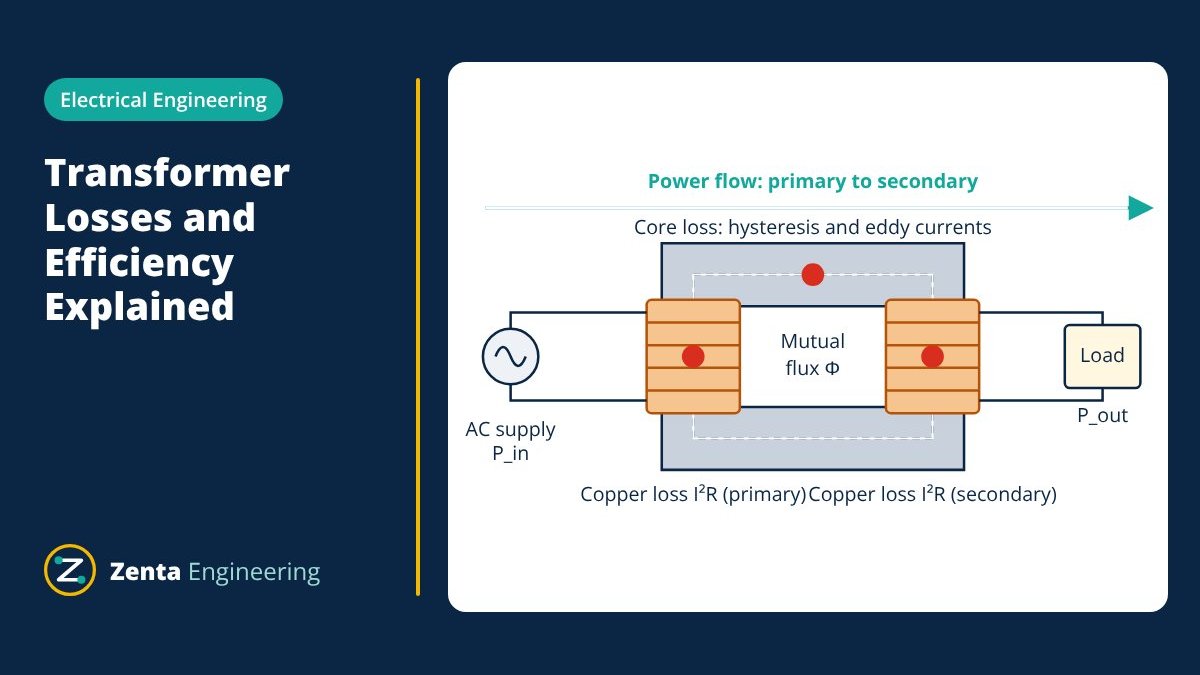 Electrical Engineering
Transformer
Losses and
Efficiency
Explained
Zenta Engineering
Power flow: primary to secondary
Core loss: hysteresis and eddy currents
Mutual
flux Φ
Load
AC supply
P_in
P_out
Copper loss I²R (primary)
Copper loss I²R (secondary)